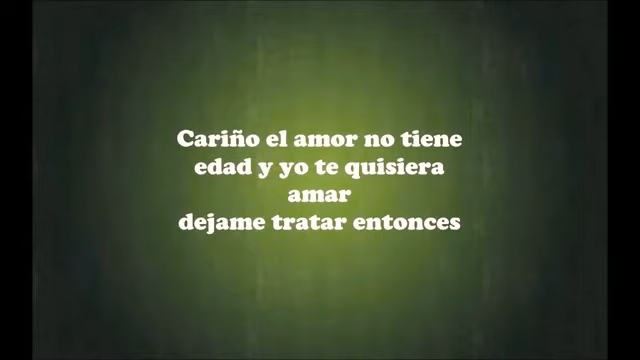 Cariño el amor no tiene
edad y yo te quisiera
amar
dejame tratar entonces